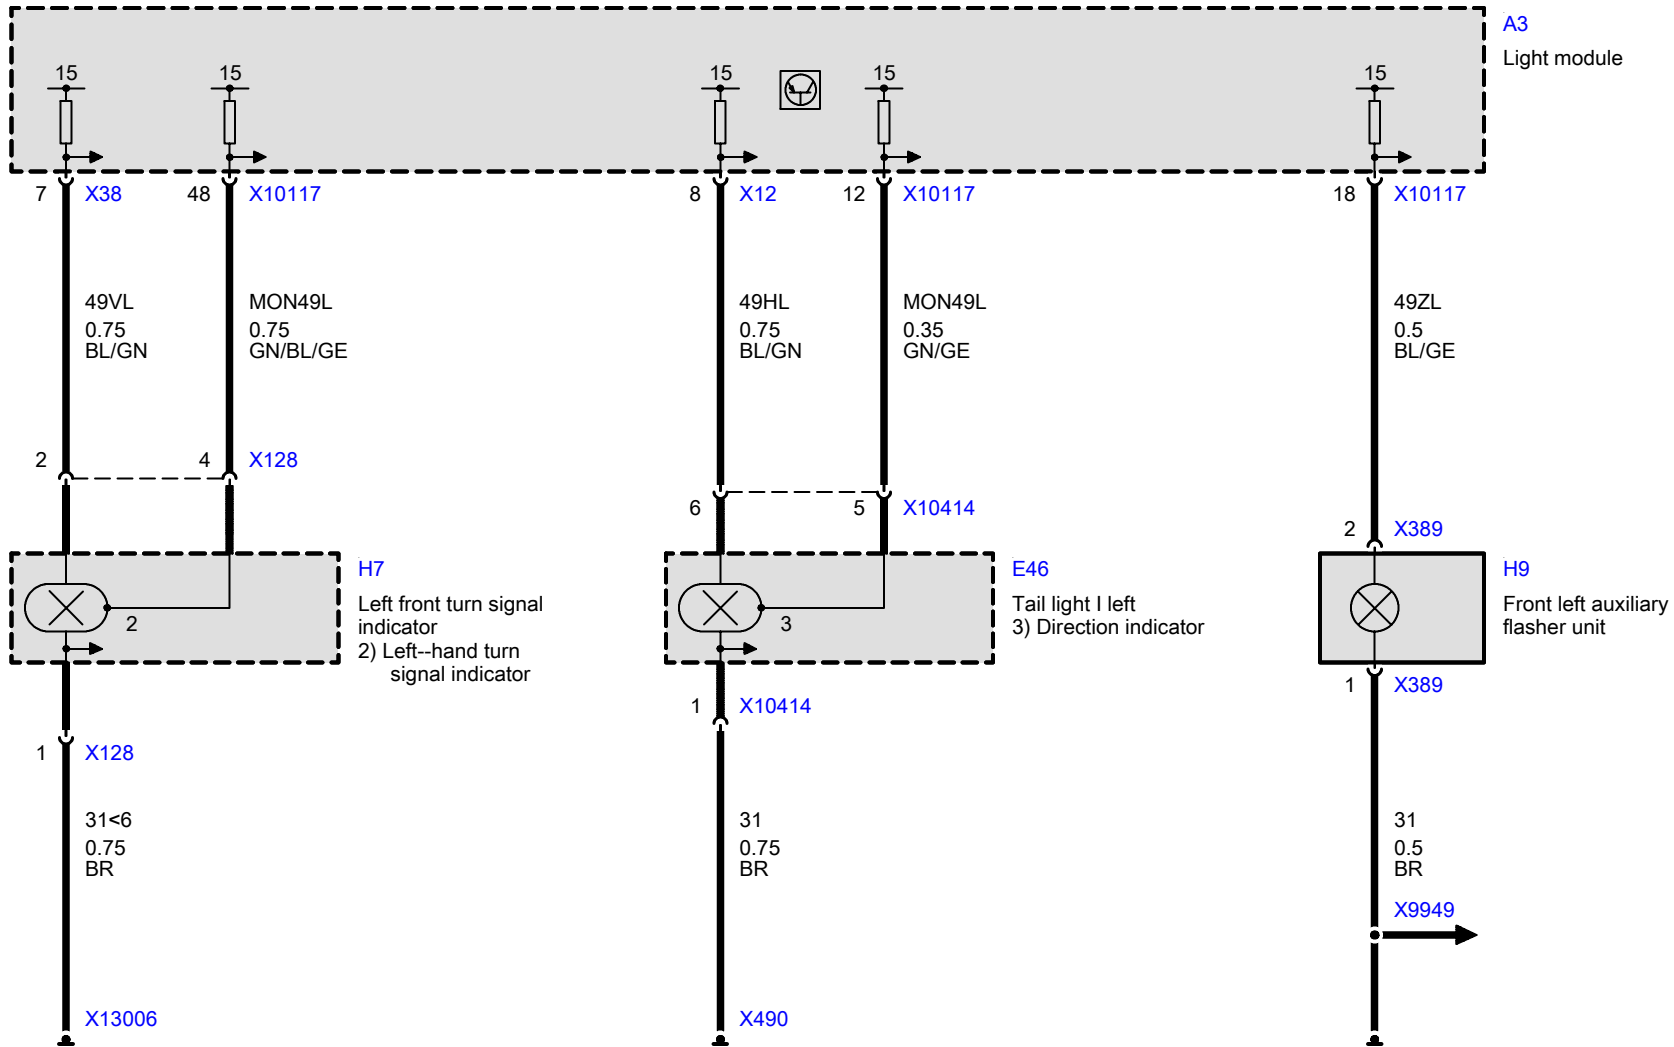 A3
Light module
15
15
15
15
15
7 X38
48 X10117
8 X12
12 X10117
18 X10117
49VL
0.75
BL/GN
MON49L
0.75
GN/BL/GE
49HL
0.75
BL/GN
MON49L
0.35
GN/GE
49ZL
0.5
BL/GE
2
4 X128
6
5 X10414
2 X389
H7
Left front turn signal
indicator
2) Left--hand turn
signal indicator
2
E46
Tail light I left
3) Direction indicator
3
H9
Front left auxiliary
flasher unit
1 X128
1 X10414
1 X389
31<6
0.75
BR
31
0.75
BR
31
0.5
BR
X9949
X13006
X490